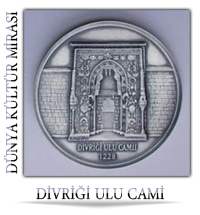 DÜNYA KÜLTÜR MİRASI
DİVRİĞİ ULU CAMİİ
1228
DİVRİĞİ ULU CAMİ